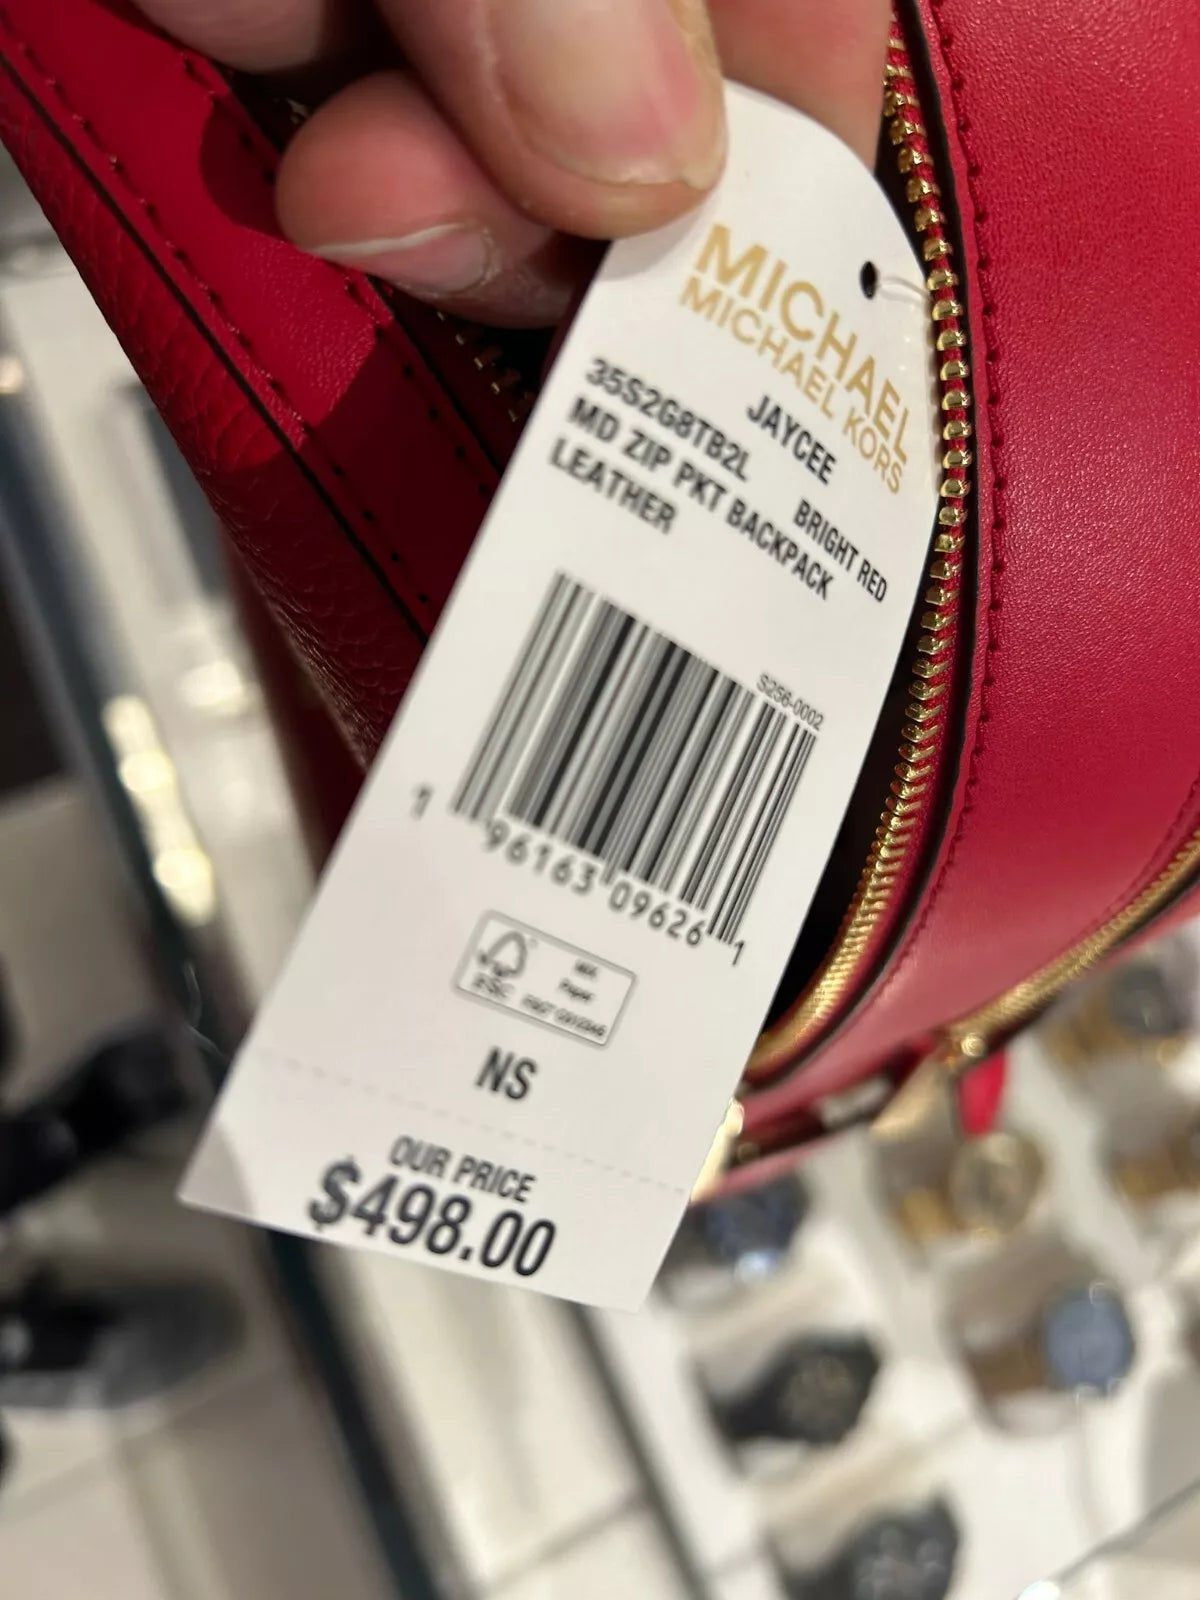 MICHAEL
MICHAEL KORS
JAYCEE
35S2G8TB2L BRIGHT RED
MD ZIP PKT BACKPACK
LEATHER
S256-0002
1 96163 09626 1
FSC
NS
OUR PRICE
$498.00